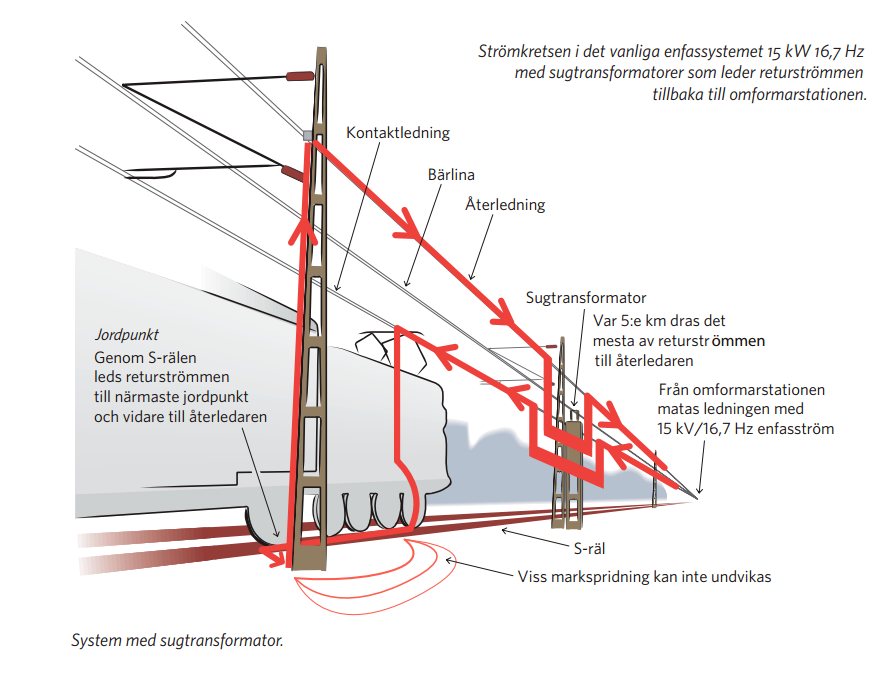 Strömkretsen i det vanliga enfassystemet 15 kW 16,7 Hz
med sugtransformatorer som leder returströmmen
tillbaka till omformarstationen.
Kontaktledning
Bärlina
Återledning
Sugtransformator
Var 5:e km dras det
mesta av returströmmen
till återledaren
Jordpunkt
Genom S-rälen
leds returströmmen
till närmaste jordpunkt
och vidare till återledaren
Från omformarstationen
matas ledningen med
15 kV/16,7 Hz enfasström
S-räl
Viss markspridning kan inte undvikas
System med sugtransformator.